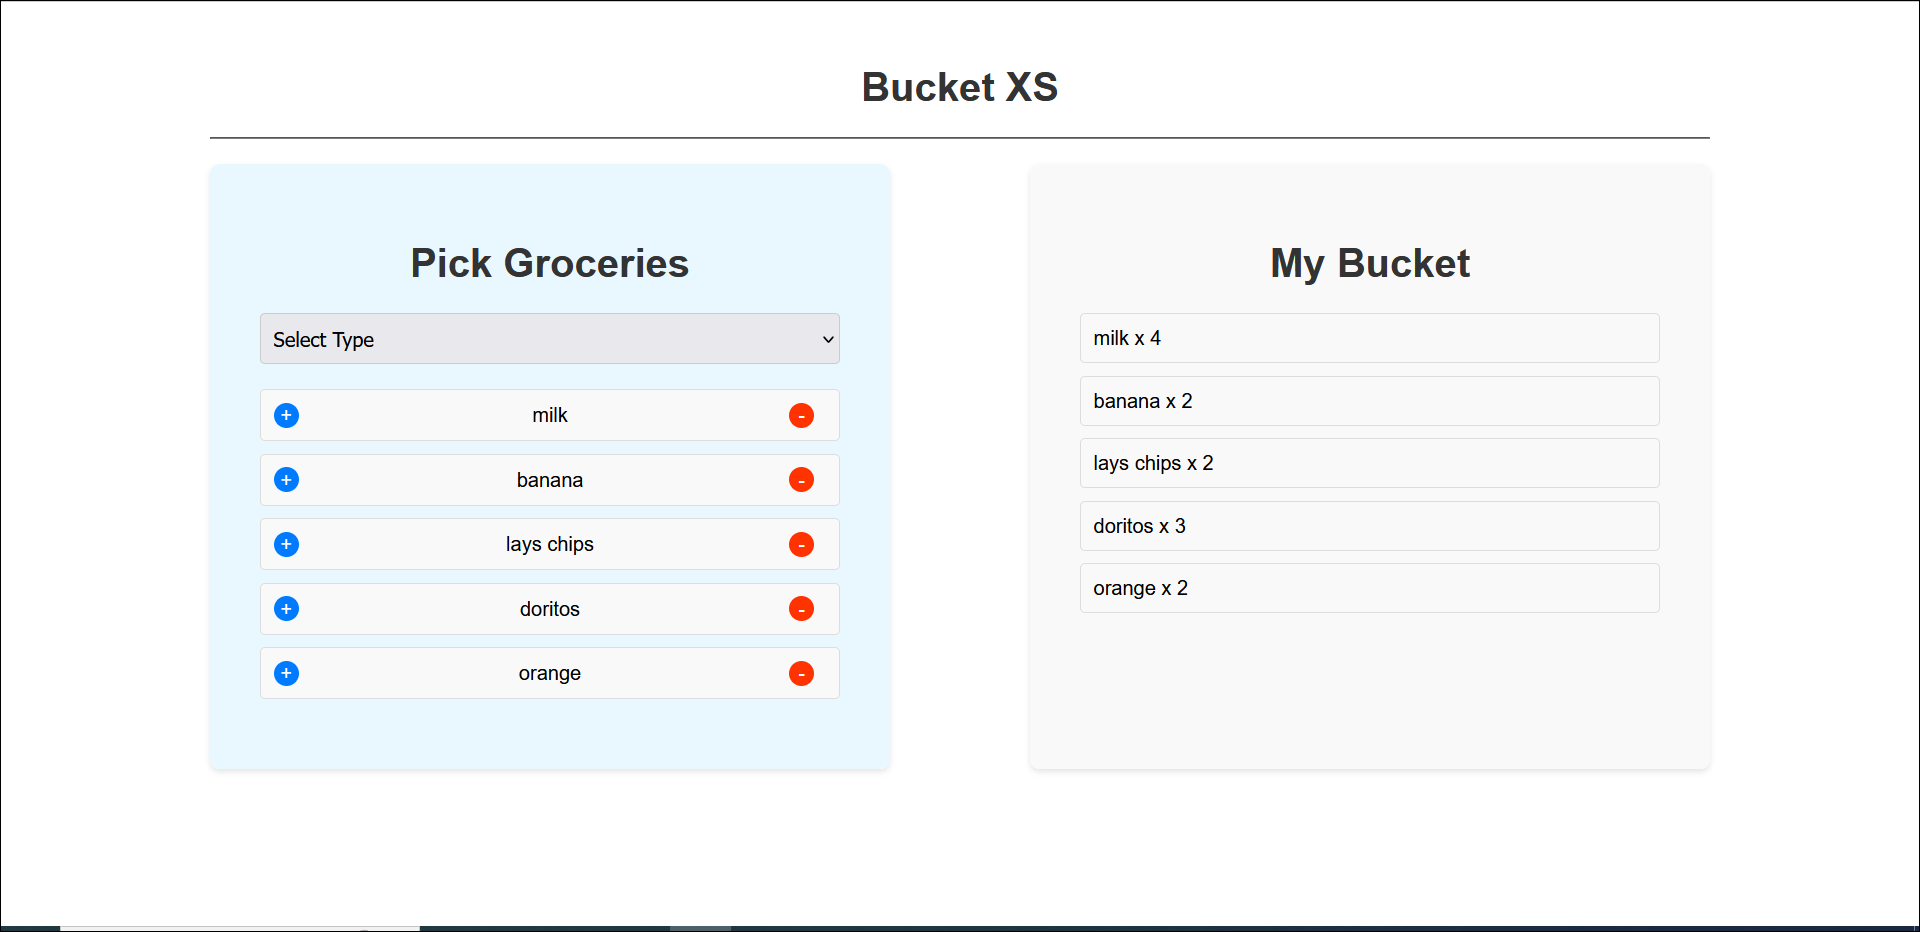 Bucket XS
Pick Groceries
Select Type
+ milk -
+ banana -
+ lays chips -
+ doritos -
+ orange -
My Bucket
milk x 4
banana x 2
lays chips x 2
doritos x 3
orange x 2